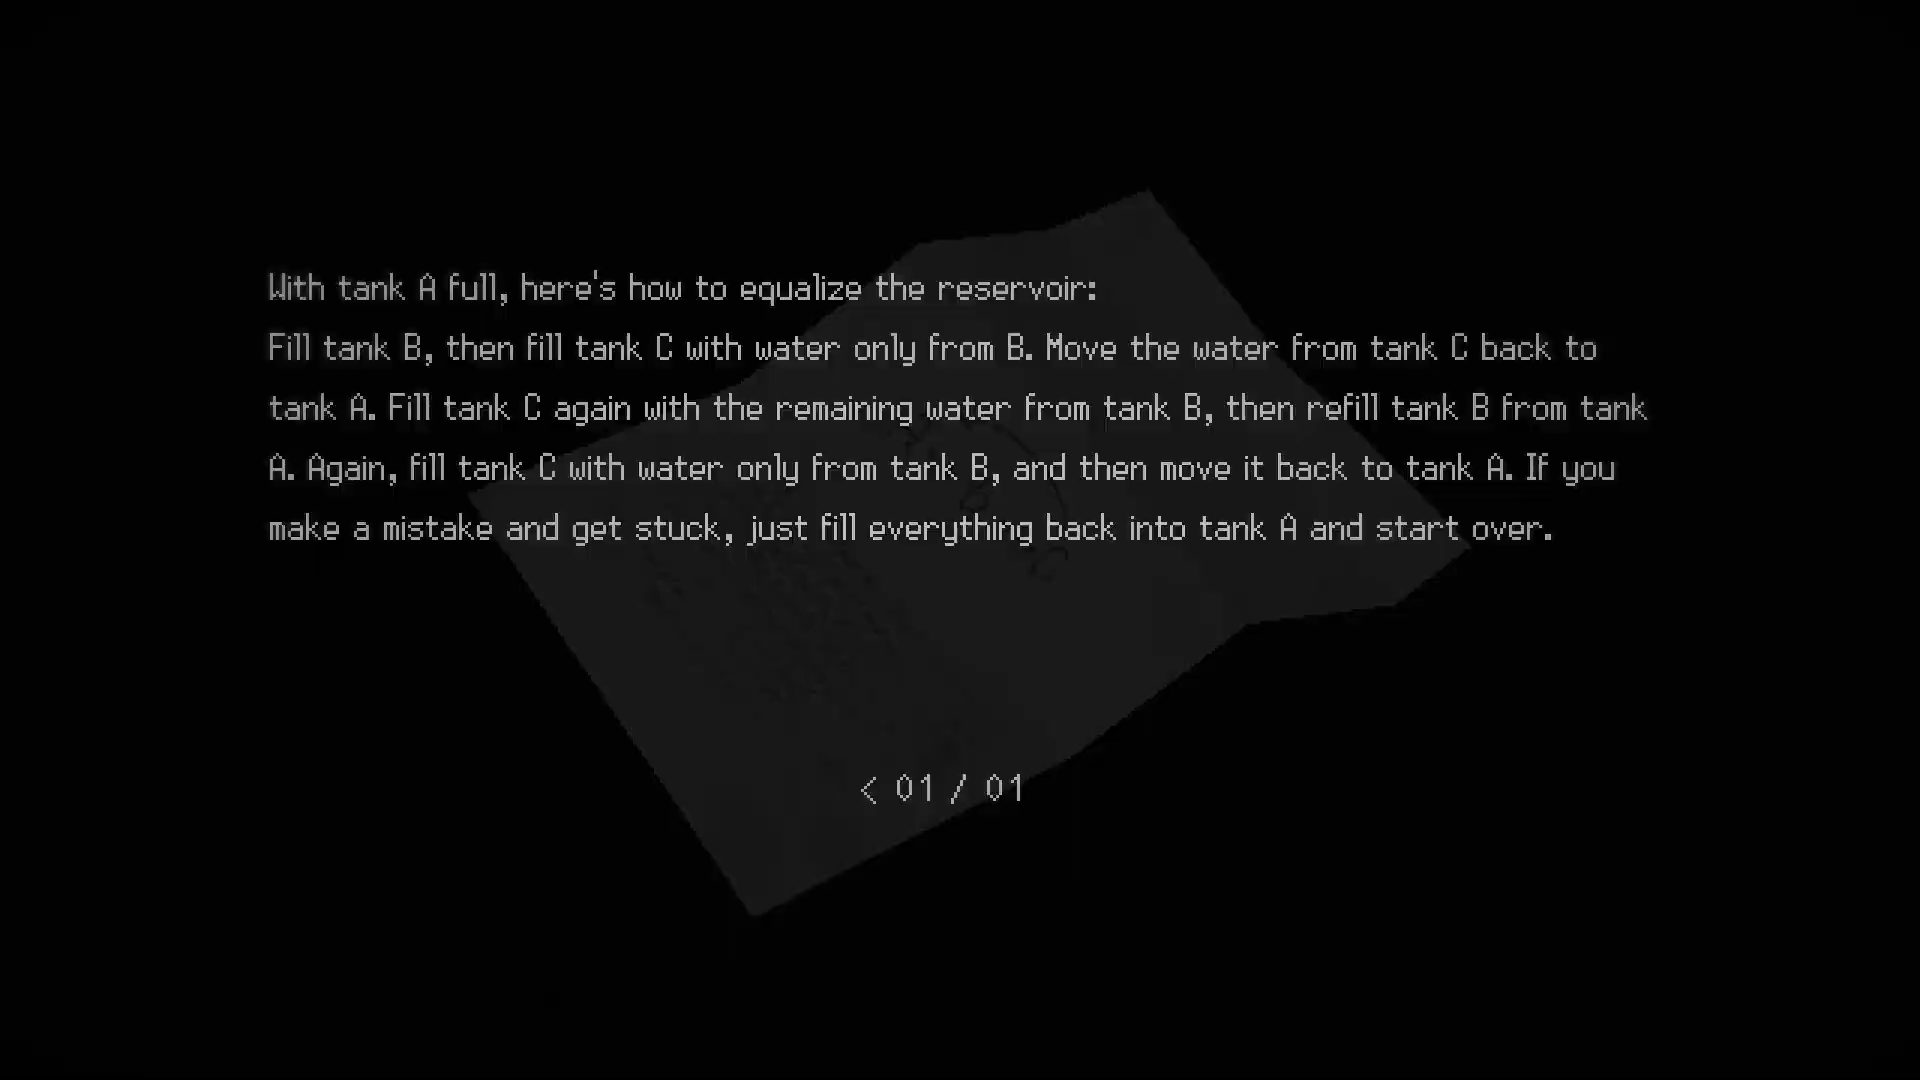 With tank A full, here's how to equalize the reservoir:
Fill tank B, then fill tank C with water only from B. Move the water from tank C back to
tank A. Fill tank C again with the remaining water from tank B, then refill tank B from tank
A. Again, fill tank C with water only from tank B, and then move it back to tank A. If you
make a mistake and get stuck, just fill everything back into tank A and start over.
< 01 / 01